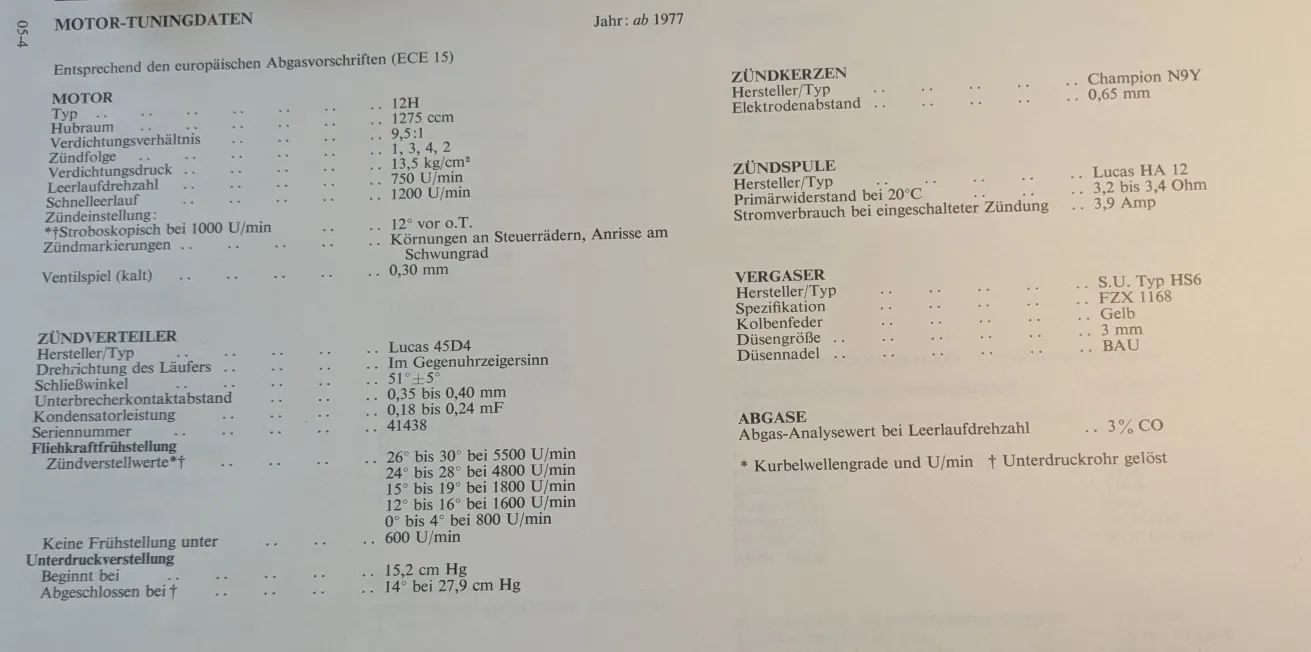 05-4
MOTOR-TUNINGDATEN
Jahr: ab 1977
Entsprechend den europäischen Abgasvorschriften (ECE 15)
MOTOR
Typ .. .. .. .. .. .. .. 12H
Hubraum .. .. .. .. .. .. 1275 ccm
Verdichtungsverhältnis .. .. .. .. 9,5:1
Zündfolge .. .. .. .. .. .. 1, 3, 4, 2
Verdichtungsdruck .. .. .. .. .. 13,5 kg/cm²
Leerlaufdrehzahl .. .. .. .. .. 750 U/min
Schnelleerlauf .. .. .. .. .. 1200 U/min
Zündeinstellung:
*†Stroboskopisch bei 1000 U/min .. .. 12° vor o.T.
Zündmarkierungen .. .. .. .. .. Körnungen an Steuerrädern, Anrisse am
Schwungrad
Ventilspiel (kalt) .. .. .. .. .. 0,30 mm
ZÜNDVERTEILER
Hersteller/Typ .. .. .. .. .. Lucas 45D4
Drehrichtung des Läufers .. .. .. .. Im Gegenuhrzeigersinn
Schließwinkel .. .. .. .. .. 51°±5°
Unterbrecherkontaktabstand .. .. .. 0,35 bis 0,40 mm
Kondensatorleistung .. .. .. .. 0,18 bis 0,24 mF
Seriennummer .. .. .. .. .. 41438
Fliehkraftfrühstellung
Zündverstellwerte*† .. .. .. .. 26° bis 30° bei 5500 U/min
24° bis 28° bei 4800 U/min
15° bis 19° bei 1800 U/min
12° bis 16° bei 1600 U/min
0° bis 4° bei 800 U/min
Keine Frühstellung unter .. .. .. 600 U/min
Unterdruckverstellung
Beginnt bei .. .. .. .. .. 15,2 cm Hg
Abgeschlossen bei † .. .. .. .. 14° bei 27,9 cm Hg
ZÜNDKERZEN
Hersteller/Typ .. .. .. .. .. Champion N9Y
Elektrodenabstand .. .. .. .. .. 0,65 mm
ZÜNDSPULE
Hersteller/Typ .. .. .. .. .. Lucas HA 12
Primärwiderstand bei 20°C .. .. .. 3,2 bis 3,4 Ohm
Stromverbrauch bei eingeschalteter Zündung .. 3,9 Amp
VERGASER
Hersteller/Typ .. .. .. .. .. S.U. Typ HS6
Spezifikation .. .. .. .. .. FZX 1168
Kolbenfeder .. .. .. .. .. Gelb
Düsengröße .. .. .. .. .. .. 3 mm
Düsennadel .. .. .. .. .. .. BAU
ABGASE
Abgas-Analysewert bei Leerlaufdrehzahl .. 3% CO
* Kurbelwellengrade und U/min † Unterdruckrohr gelöst